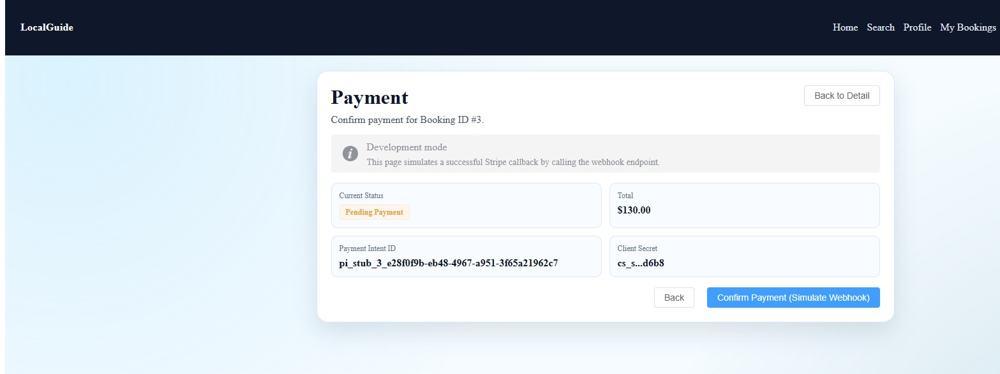 LocalGuide
Home Search Profile My Bookings
Payment
Back to Detail
Confirm payment for Booking ID #3.
Development mode
This page simulates a successful Stripe callback by calling the webhook endpoint.
Current Status
Pending Payment
Total
$130.00
Payment Intent ID
pi_stub_3_e28f0f9b-eb48-4967-a951-3f65a21962c7
Client Secret
cs_s...d6b8
Back
Confirm Payment (Simulate Webhook)